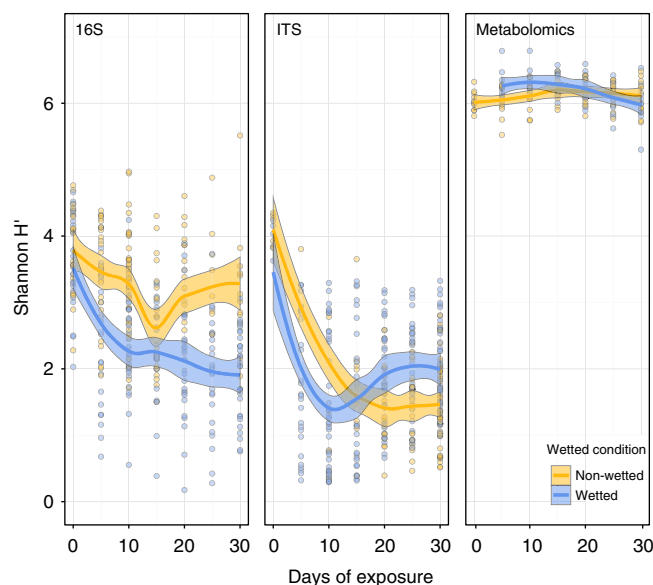 16S
ITS
Metabolomics
Shannon H'
6
4
2
0
Wetted condition
Non-wetted
Wetted
0 10 20 30
0 10 20 30
0 10 20 30
Days of exposure